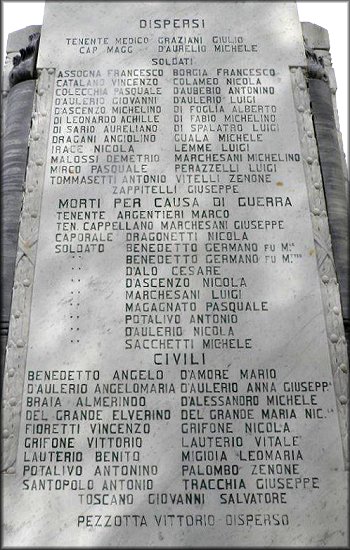 DISPERSI
TENENTE MEDICO GRAZIANI GIULIO
CAP. MAGG. D'AURELIO MICHELE
SOLDATI
ASSOGNA FRANCESCO BORGIA FRANCESCO
CATALANO VINCENZO COLAMEO NICOLA
COLECCHIA PASQUALE D'AUBERIO ANTONINO
D'AULERIO GIOVANNI D'AULERIO LUIGI
D'ASCENZO MICHELINO DI FOGLIA ALBERTO
DI LEONARDO ACHILLE DI FABIO MICHELINO
DI SARIO AURELIANO DI SPALATRO LUIGI
DRAGANI ANGIOLINO GUALA MICHELE
IRACE NICOLA LEMME LUIGI
MALOSSI DEMETRIO MARCHESANI MICHELINO
MIRCO PASQUALE PERAZZELLI LUIGI
TOMMASETTI ANTONIO VITELLI ZENONE
ZAPPITELLI GIUSEPPE
MORTI PER CAUSA DI GUERRA
TENENTE ARGENTIERI MARCO
TEN. CAPPELLANO MARCHESANI GIUSEPPE
CAPORALE DRAGONETTI NICOLA
SOLDATO BENEDETTO GERMANO FU
" BENEDETTO GERMANO FU
" D'ALO CESARE
" D'ASCENZO NICOLA
" MARCHESANI LUIGI
" MAGAGNATO PASQUALE
" POTALIVO ANTONIO
" D'AULERIO NICOLA
" SACCHETTI MICHELE
CIVILI
BENEDETTO ANGELO D'AMORE MARIO
D'AULERIO ANGELOMARIA D'AULERIO ANNA GIUSEPP
BRAIA ALMERINDO D'ALESSANDRO MICHELE
DEL GRANDE ELVERINO DEL GRANDE MARIA NIC.
FIORETTI VINCENZO GRIFONE NICOLA
GRIFONE VITTORIO LAUTERIO VITALE
LAUTERIO BENITO MIGIOIA LEOMARIA
POTALIVO ANTONINO PALOMBO ZENONE
SANTOPOLO ANTONIO TRACCHIA GIUSEPPE
TOSCANO GIOVANNI SALVATORE
PEZZOTTA VITTORIO DISPERSO